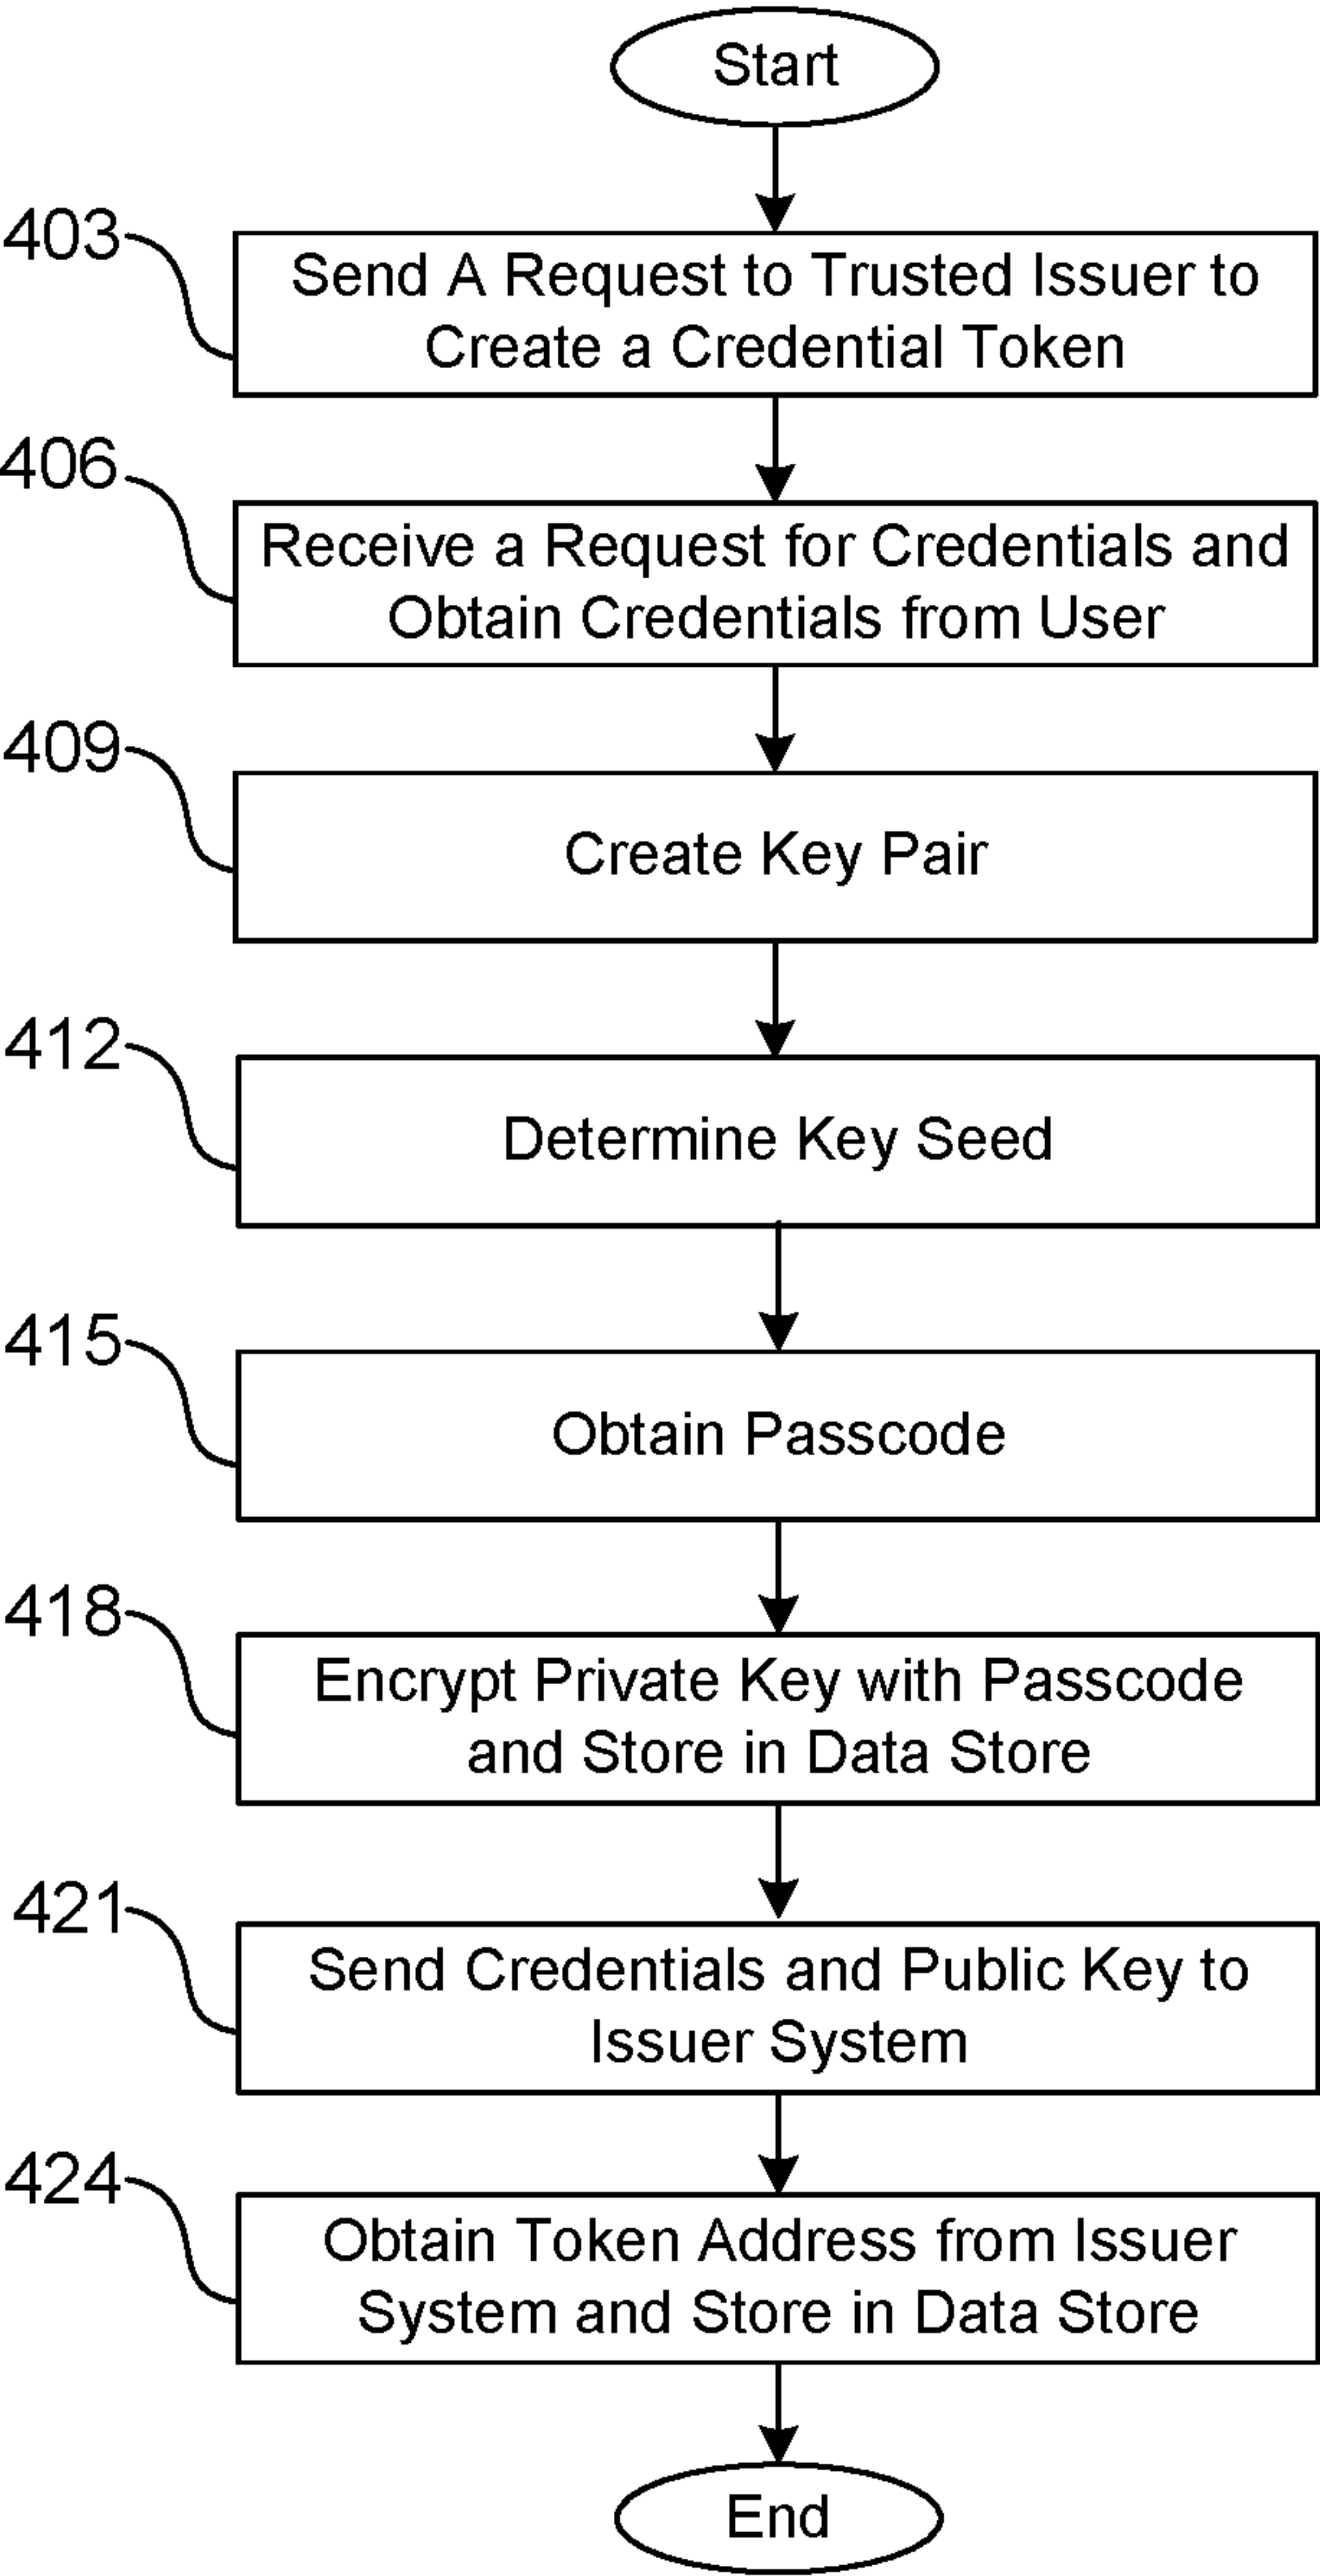 Start
403
Send A Request to Trusted Issuer to
Create a Credential Token
406
Receive a Request for Credentials and
Obtain Credentials from User
409
Create Key Pair
412
Determine Key Seed
415
Obtain Passcode
418
Encrypt Private Key with Passcode
and Store in Data Store
421
Send Credentials and Public Key to
Issuer System
424
Obtain Token Address from Issuer
System and Store in Data Store
End